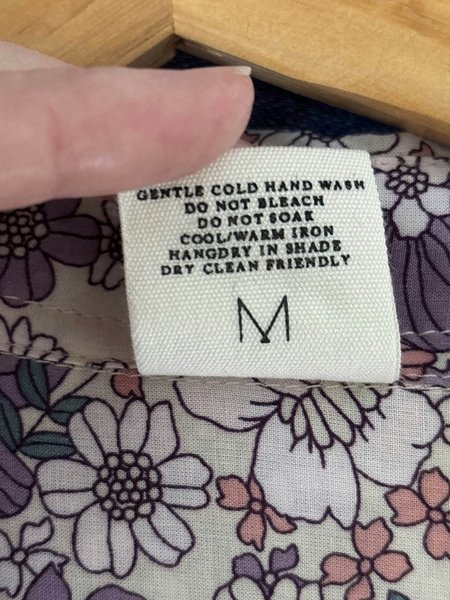 GENTLE COLD HAND WASH
DO NOT BLEACH
DO NOT SOAK
COOL/WARM IRON
HANGDRY IN SHADE
DRY CLEAN FRIENDLY
M